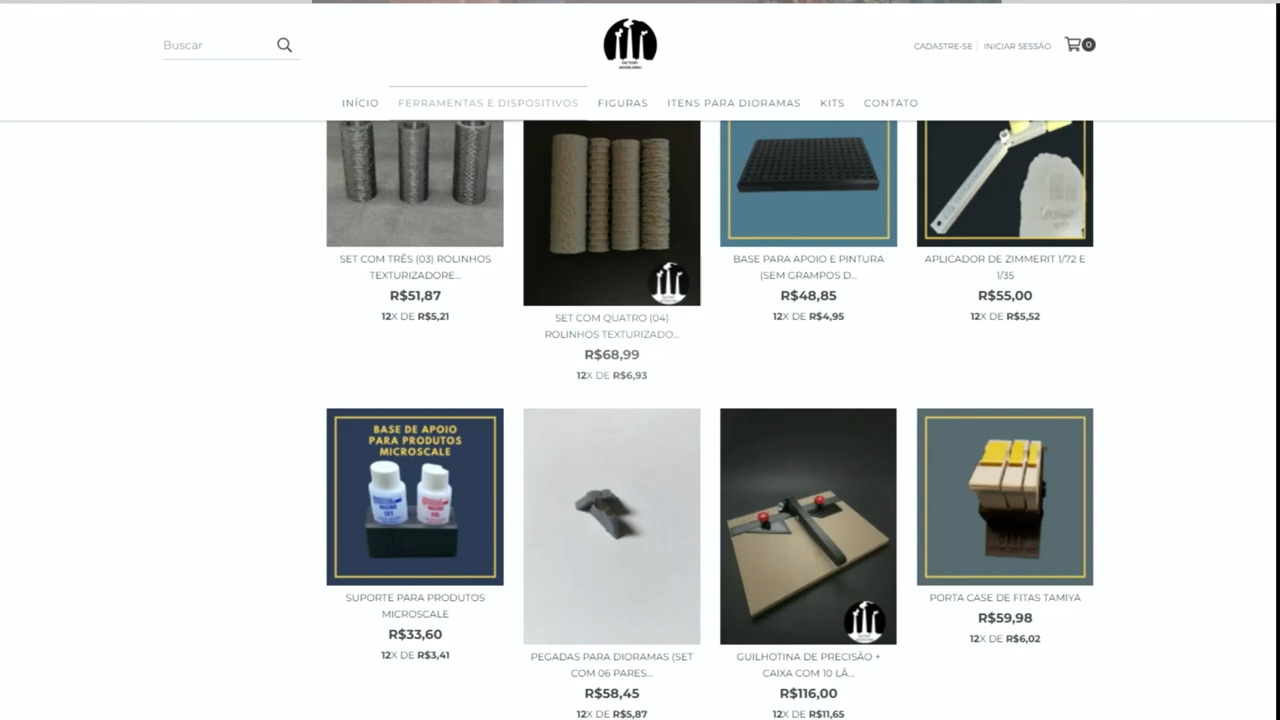 Buscar
CADASTRE-SE
INICIAR SESSÃO
0
INÍCIO
FERRAMENTAS E DISPOSITIVOS
FIGURAS
ITENS PARA DIORAMAS
KITS
CONTATO
SET COM TRÊS (03) ROLINHOS
TEXTURIZADORE...
R$51,87
12X DE R$5,21
SET COM QUATRO (04)
ROLINHOS TEXTURIZADO...
R$68,99
12X DE R$6,93
BASE PARA APOIO E PINTURA
(SEM GRAMPOS D...
R$48,85
12X DE R$4,95
APLICADOR DE ZIMMERIT 1/72 E
1/35
R$55,00
12X DE R$5,52
BASE DE APOIO
PARA PRODUTOS
MICROSCALE
SUPORTE PARA PRODUTOS
MICROSCALE
R$33,60
12X DE R$3,41
PEGADAS PARA DIORAMAS (SET
COM 06 PARES...
R$58,45
12X DE R$5,87
GUILHOTINA DE PRECISÃO +
CAIXA COM 10 LÂ...
R$116,00
12X DE R$11,65
PORTA CASE DE FITAS TAMIYA
R$59,98
12X DE R$6,02